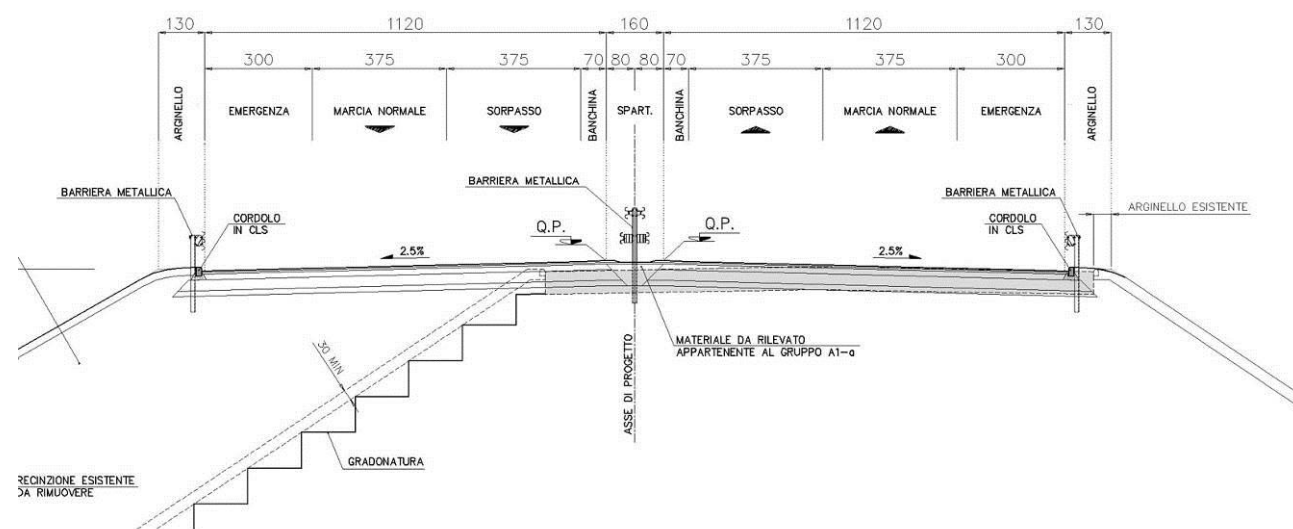 130 1120 160 1120 130
300 375 375 70 80 80 70 375 375 300
ARGINELLO
EMERGENZA
MARCIA NORMALE
SORPASSO
BANCHINA
SPART.
BANCHINA
SORPASSO
MARCIA NORMALE
EMERGENZA
ARGINELLO
BARRIERA METALLICA
BARRIERA METALLICA
BARRIERA METALLICA
ARGINELLO ESISTENTE
CORDOLO
IN CLS
Q.P.
Q.P.
CORDOLO
IN CLS
2.5%
2.5%
MATERIALE DA RILEVATO
APPARTENENTE AL GRUPPO A1-a
30 MIN
ASSE DI PROGETTO
GRADONATURA
RECINZIONE ESISTENTE
DA RIMUOVERE